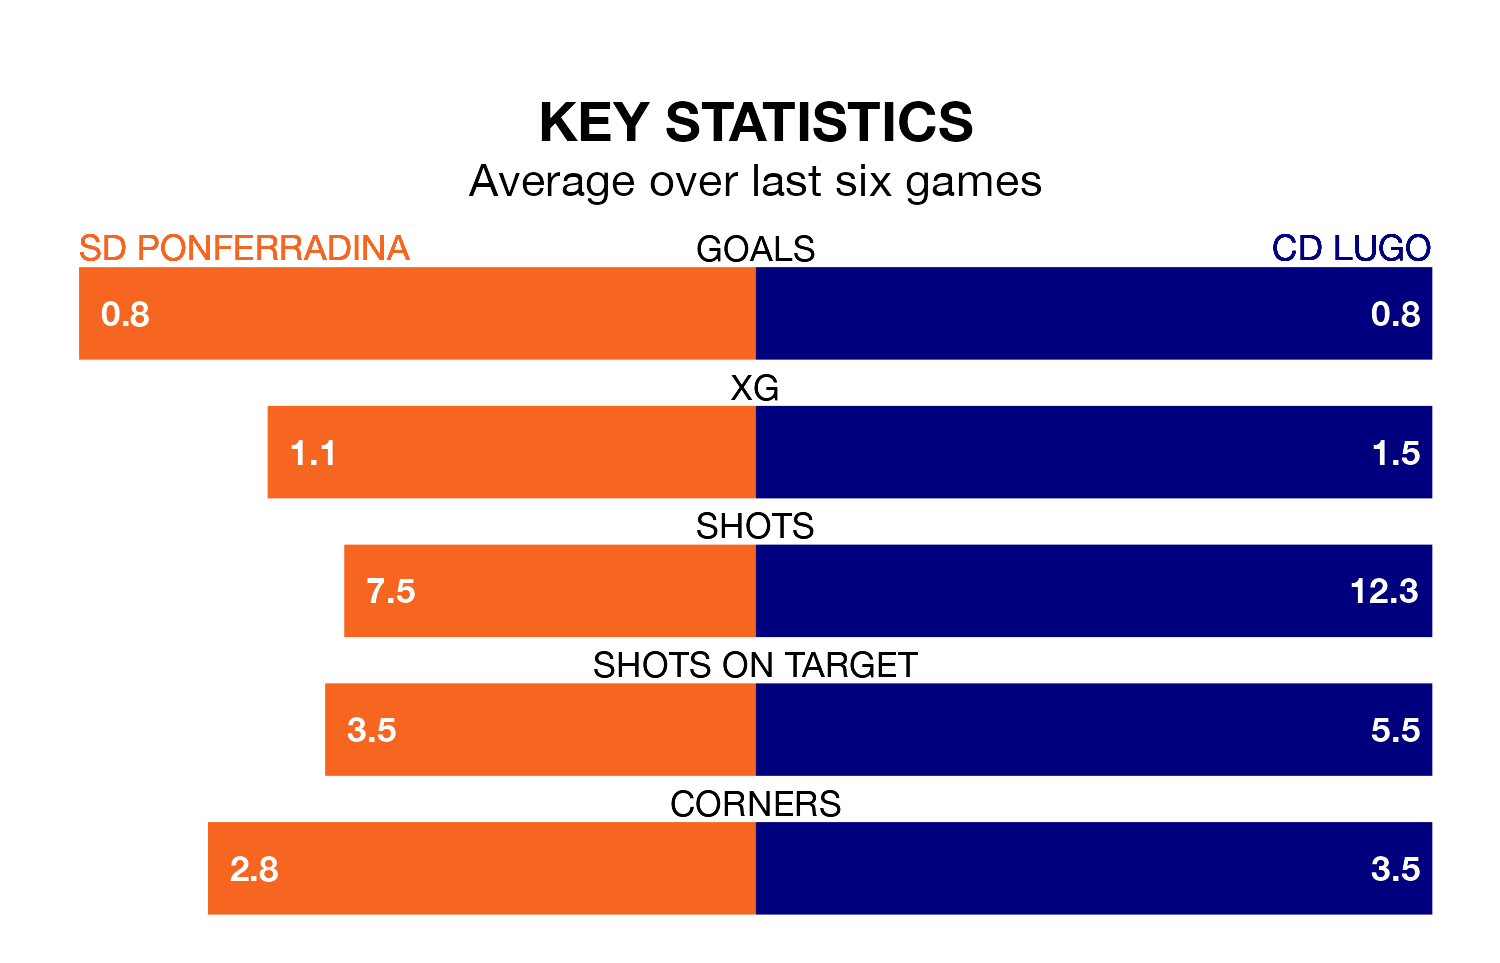 KEY STATISTICS
Average over last six games
SD PONFERRADINA GOALS CD LUGO
0.8 0.8
XG
1.1 1.5
SHOTS
7.5 12.3
SHOTS ON TARGET
3.5 5.5
CORNERS
2.8 3.5